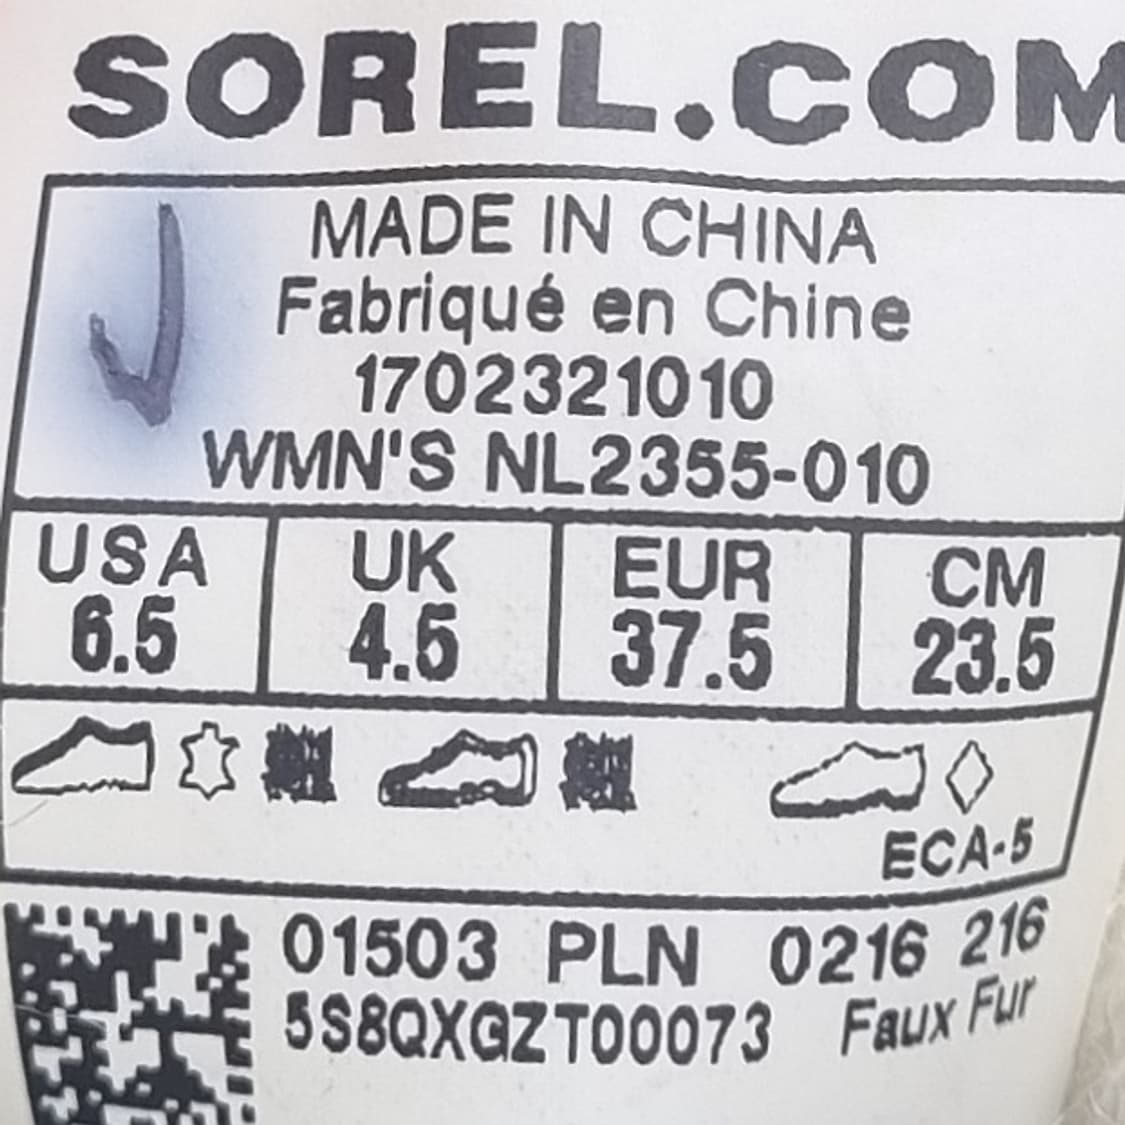 SOREL.COM
MADE IN CHINA
Fabriqué en Chine
1702321010
WMN'S NL2355-010
USA UK EUR CM
6.5 4.5 37.5 23.5
ECA-5
01503 PLN 0216 216
5S8QXGZT00073 Faux Fur